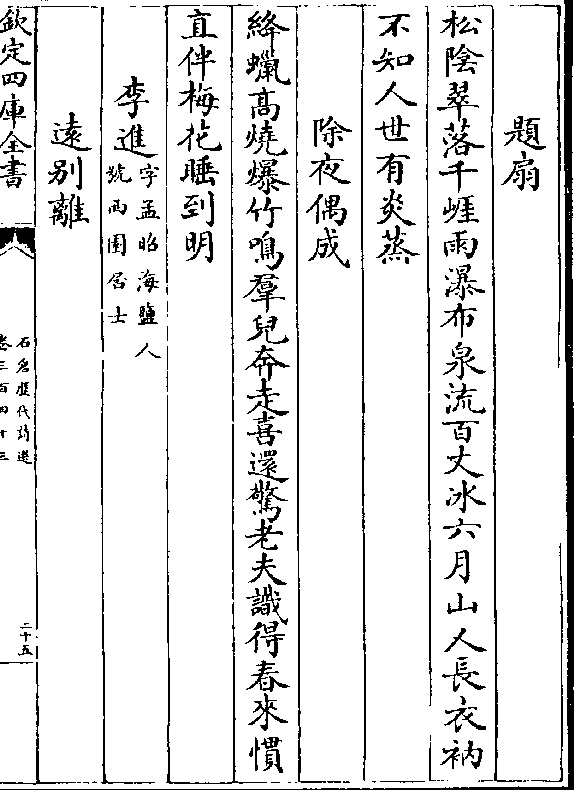 題扇
松陰翠落千崖雨瀑布泉流百丈冰六月山人長衣衲
不知人世有炎蒸
除夜偶成
絳蠟高燒爆竹鳴羣兒奔走喜還驚老夫識得春來慣
直伴梅花睡到明
李進字孟昭海鹽人
號雨園居士
遠别離
欽定四庫全書
石倉歷代詩選
卷三百四十三
二十五